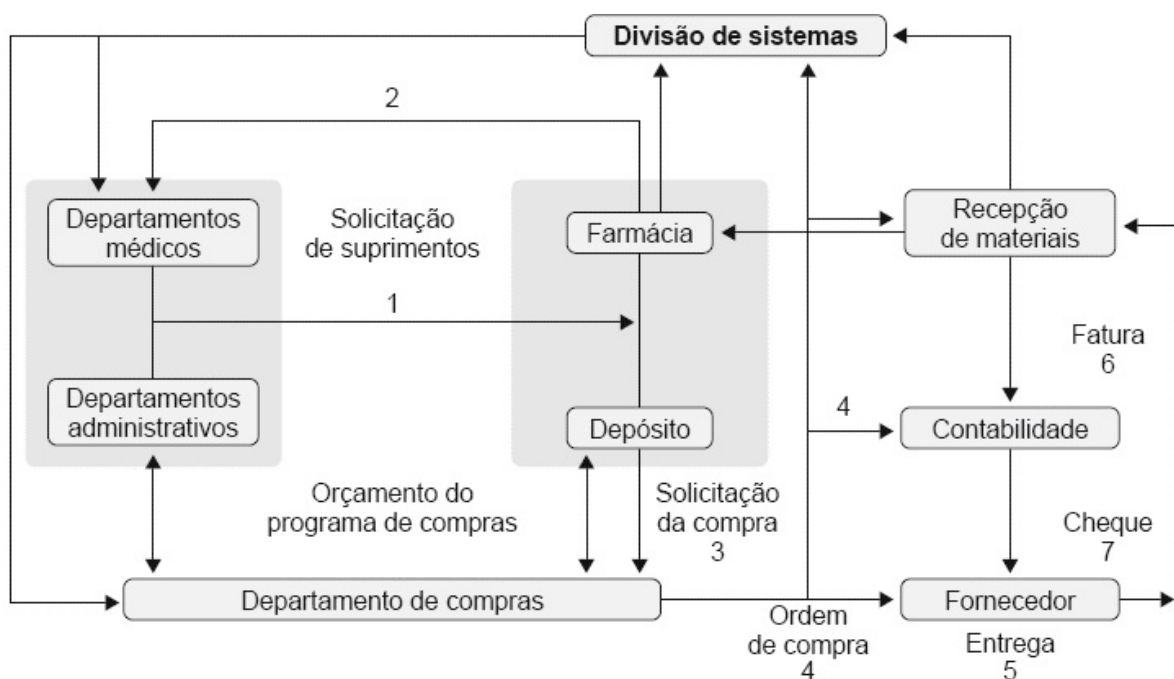 Divisão de sistemas
2
Departamentos
médicos
Solicitação
de suprimentos
Farmácia
Recepção
de materiais
1
Fatura
6
Departamentos
administrativos
Depósito
4
Contabilidade
Orçamento do
programa de compras
Solicitação
da compra
3
Cheque
7
Departamento de compras
Fornecedor
Ordem
de compra
4
Entrega
5